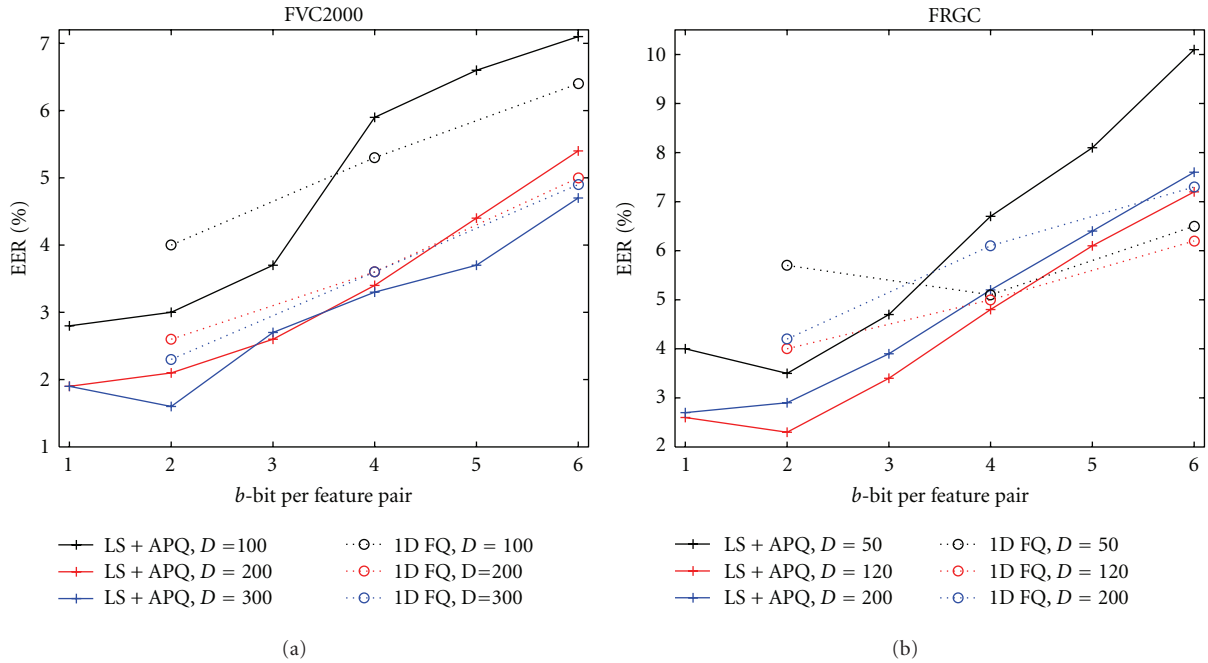 FVC2000
7
6
5
4
3
2
1
EER (%)
1 2 3 4 5 6
b-bit per feature pair
LS + APQ, D =100
LS + APQ, D = 200
LS + APQ, D = 300
1D FQ, D = 100
1D FQ, D=200
1D FQ, D=300
(a)
FRGC
10
9
8
7
6
5
4
3
2
EER (%)
1 2 3 4 5 6
b-bit per feature pair
LS + APQ, D = 50
LS + APQ, D = 120
LS + APQ, D = 200
1D FQ, D = 50
1D FQ, D = 120
1D FQ, D = 200
(b)